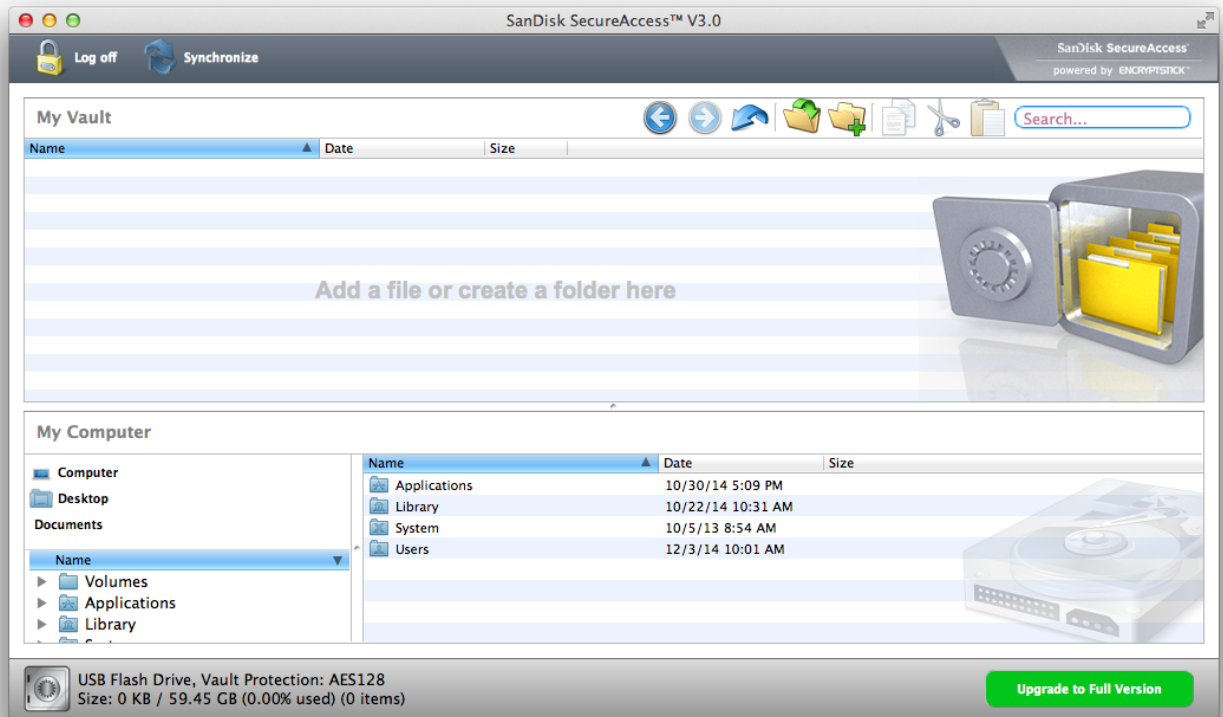 SanDisk SecureAccess™ V3.0
Log off
Synchronize
SanDisk SecureAccess™
powered by ENCRYPTSTICK™
My Vault
Search...
Name Date Size
Add a file or create a folder here
My Computer
Computer
Desktop
Documents
Name
Volumes
Applications
Library
Name Date Size
Applications 10/30/14 5:09 PM
Library 10/22/14 10:31 AM
System 10/5/13 8:54 AM
Users 12/3/14 10:01 AM
USB Flash Drive, Vault Protection: AES128
Size: 0 KB / 59.45 GB (0.00% used) (0 items)
Upgrade to Full Version